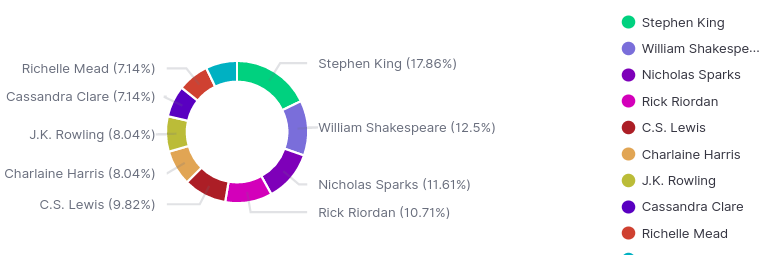 Stephen King (17.86%)
William Shakespeare (12.5%)
Nicholas Sparks (11.61%)
Rick Riordan (10.71%)
C.S. Lewis (9.82%)
Charlaine Harris (8.04%)
J.K. Rowling (8.04%)
Cassandra Clare (7.14%)
Richelle Mead (7.14%)
Stephen King
William Shakespe...
Nicholas Sparks
Rick Riordan
C.S. Lewis
Charlaine Harris
J.K. Rowling
Cassandra Clare
Richelle Mead